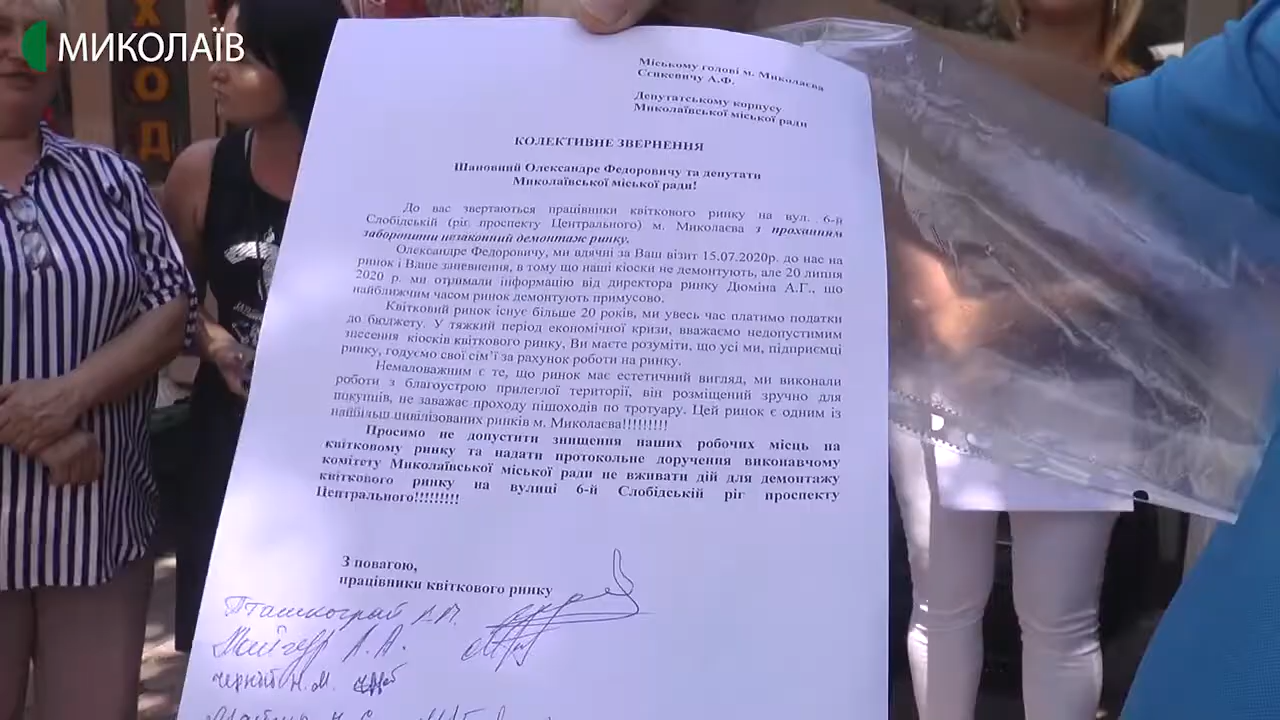 МИКОЛАЇВ
ХОД
Міському голові м. Миколаєва
Сєнкевичу А.Ф.
Депутатському корпусу
Миколаївської міської ради
КОЛЕКТИВНЕ ЗВЕРНЕННЯ
Шановний Олександре Федоровичу та депутати
Миколаївської міської ради!
До вас звертаються працівники квіткового ринку на вул. 6-й
Слобідській (ріг проспекту Центрального) м. Миколаєва з проханням
заборонити незаконний демонтаж ринку.
Олександре Федоровичу, ми вдячні за Ваш візит 15.07.2020р. до нас на
ринок і Ваше запевнення, в тому що наші кіоски не демонтують, але 20 липня
2020 р. ми отримали інформацію від директора ринку Дюміна А.Г., що
найближчим часом ринок демонтують примусово.
Квітковий ринок існує більше 20 років, ми увесь час платимо податки
до бюджету. У тяжкий період економічної кризи, вважаємо недопустимим
знесення кіосків квіткового ринку, Ви маєте розуміти, що усі ми, підприємці
ринку, годуємо свої сім'ї за рахунок роботи на ринку.
Немаловажним є те, що ринок має естетичний вигляд, ми виконали
роботи з благоустрою прилеглої території, він розміщений зручно для
покупців, не заважає проходу пішоходів по тротуару. Цей ринок є одним із
найбільш цивілізованих ринків м. Миколаєва!!!!!!!!!
Просимо не допустити знищення наших робочих місць на
квітковому ринку та надати протокольне доручення виконавчому
комітету Миколаївської міської ради не вживати дій для демонтажу
квіткового ринку на вулиці 6-й Слобідській ріг проспекту
Центрального!!!!!!!!!
З повагою,
працівники квіткового ринку
А.А.
Черний Н.М.